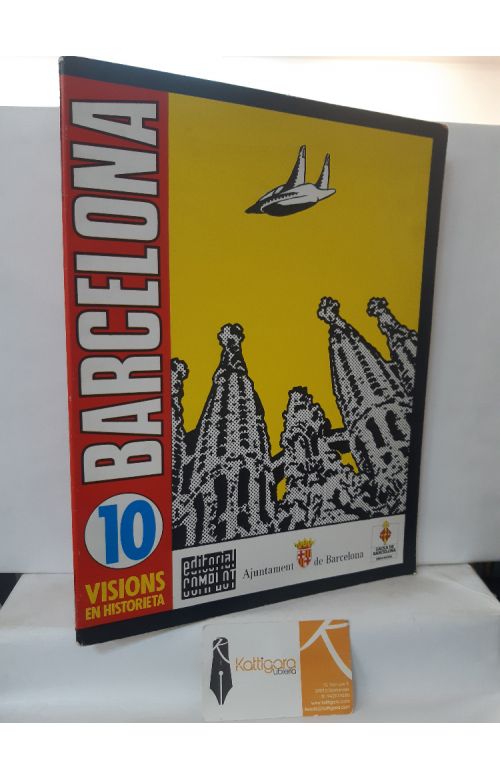 BARCELONA
10
VISIONS
EN HISTORIETA
editorial
COMPLOT
Ajuntament de Barcelona
CAIXA DE
BARCELONA
Kattigara
Librería